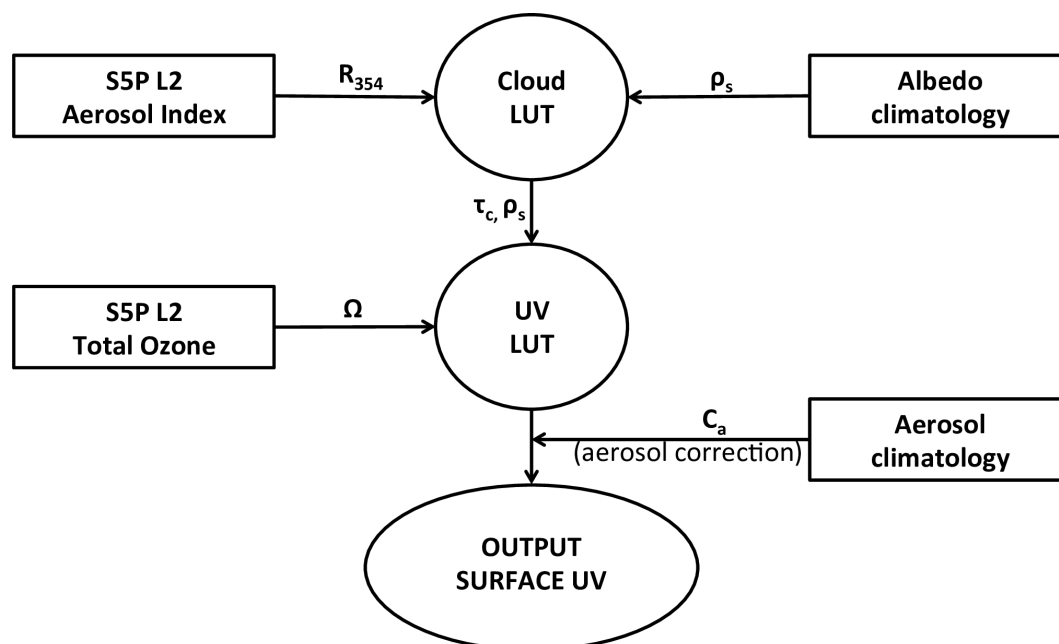 S5P L2
Aerosol Index
R₃₅₄
Cloud
LUT
ρₛ
Albedo
climatology
τ_c, ρₛ
S5P L2
Total Ozone
Ω
UV
LUT
Cₐ
(aerosol correction)
Aerosol
climatology
OUTPUT
SURFACE UV